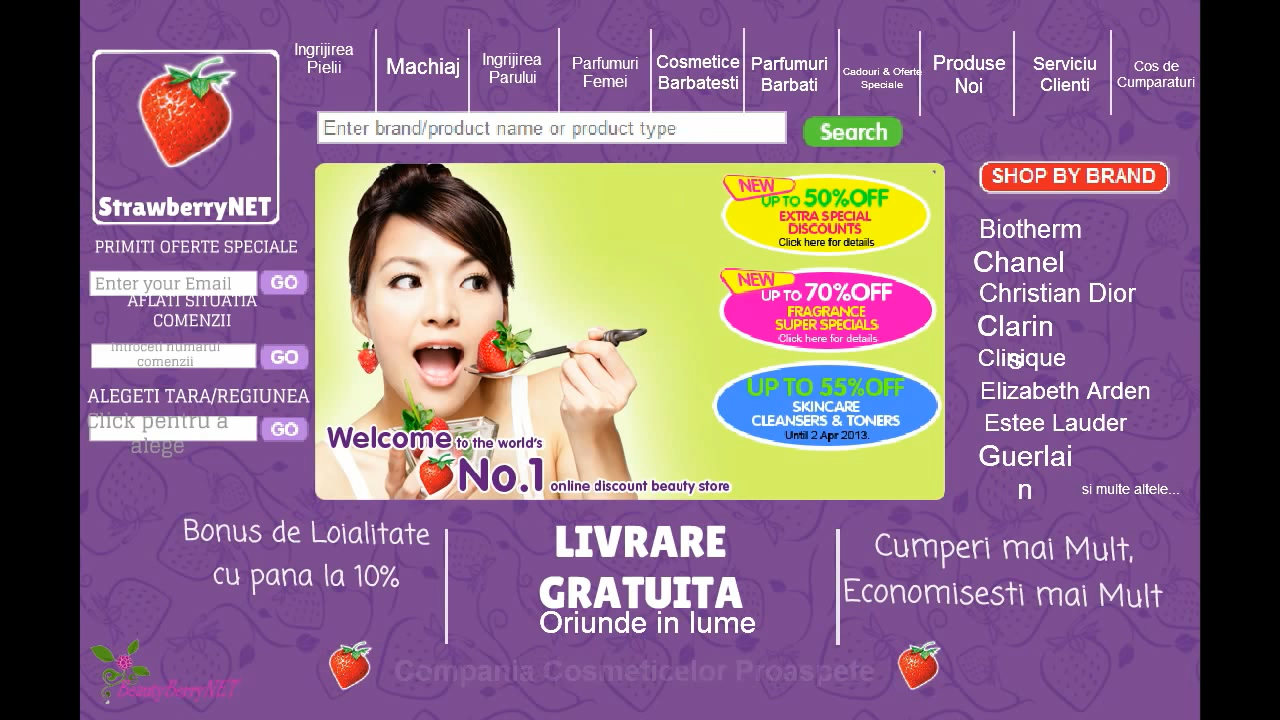 Ingrijirea
Pielii
Machiaj
Ingrijirea
Parului
Parfumuri
Femei
Cosmetice
Barbatesti
Parfumuri
Barbati
Cadouri & Oferte
Speciale
Produse
Noi
Serviciu
Clienti
Cos de
Cumparaturi
Enter brand/product name or product type
Search
StrawberryNET
PRIMITI OFERTE SPECIALE
Enter your Email
GO
AFLATI SITUATIA
COMENZII
Introceti numarul
comenzii
GO
ALEGETI TARA/REGIUNEA
Click pentru a
alege
GO
NEW
UP TO 50%OFF
EXTRA SPECIAL
DISCOUNTS
Click here for details
NEW
UP TO 70%OFF
FRAGRANCE
SUPER SPECIALS
Click here for details
UP TO 55%OFF
SKINCARE
CLEANSERS & TONERS
Until 2 Apr 2013.
Welcome to the world's
No.1 online discount beauty store
SHOP BY BRAND
Biotherm
Chanel
Christian Dior
Clarin
s
Clinique
Elizabeth Arden
Estee Lauder
Guerlai
n
si multe altele...
Bonus de Loialitate
cu pana la 10%
LIVRARE
GRATUITA
Oriunde in lume
Cumperi mai Mult,
Economisesti mai Mult
BeautyBerryNET
Compania Cosmeticelor Proaspete